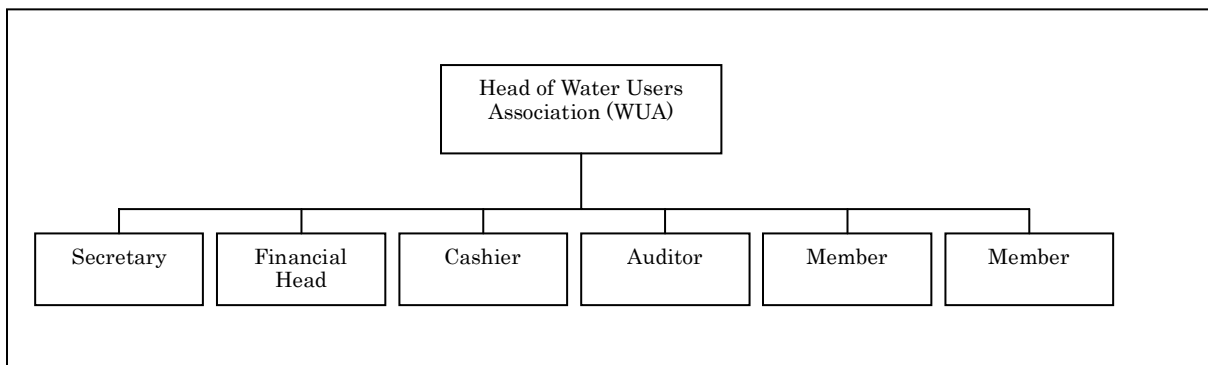 Head of Water Users
Association (WUA)
Secretary
Financial
Head
Cashier
Auditor
Member
Member